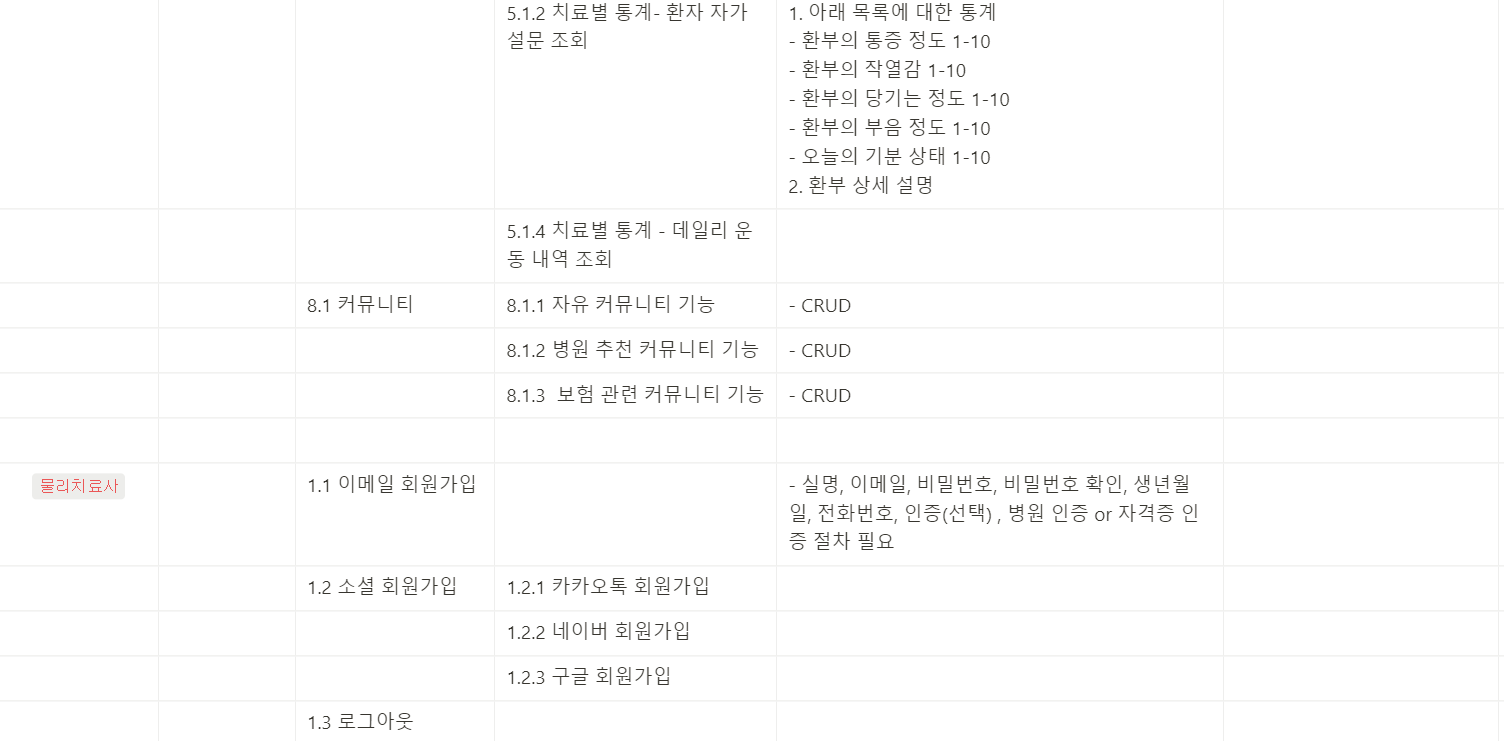 5.1.2 치료별 통계- 환자 자가
설문 조회
1. 아래 목록에 대한 통계
- 환부의 통증 정도 1-10
- 환부의 작열감 1-10
- 환부의 당기는 정도 1-10
- 환부의 부음 정도 1-10
- 오늘의 기분 상태 1-10
2. 환부 상세 설명
5.1.4 치료별 통계 - 데일리 운
동 내역 조회
8.1 커뮤니티
8.1.1 자유 커뮤니티 기능
- CRUD
8.1.2 병원 추천 커뮤니티 기능
- CRUD
8.1.3  보험 관련 커뮤니티 기능
- CRUD
물리치료사
1.1 이메일 회원가입
- 실명, 이메일, 비밀번호, 비밀번호 확인, 생년월
일, 전화번호, 인증(선택) , 병원 인증 or 자격증 인
증 절차 필요
1.2 소셜 회원가입
1.2.1 카카오톡 회원가입
1.2.2 네이버 회원가입
1.2.3 구글 회원가입
1.3 로그아웃